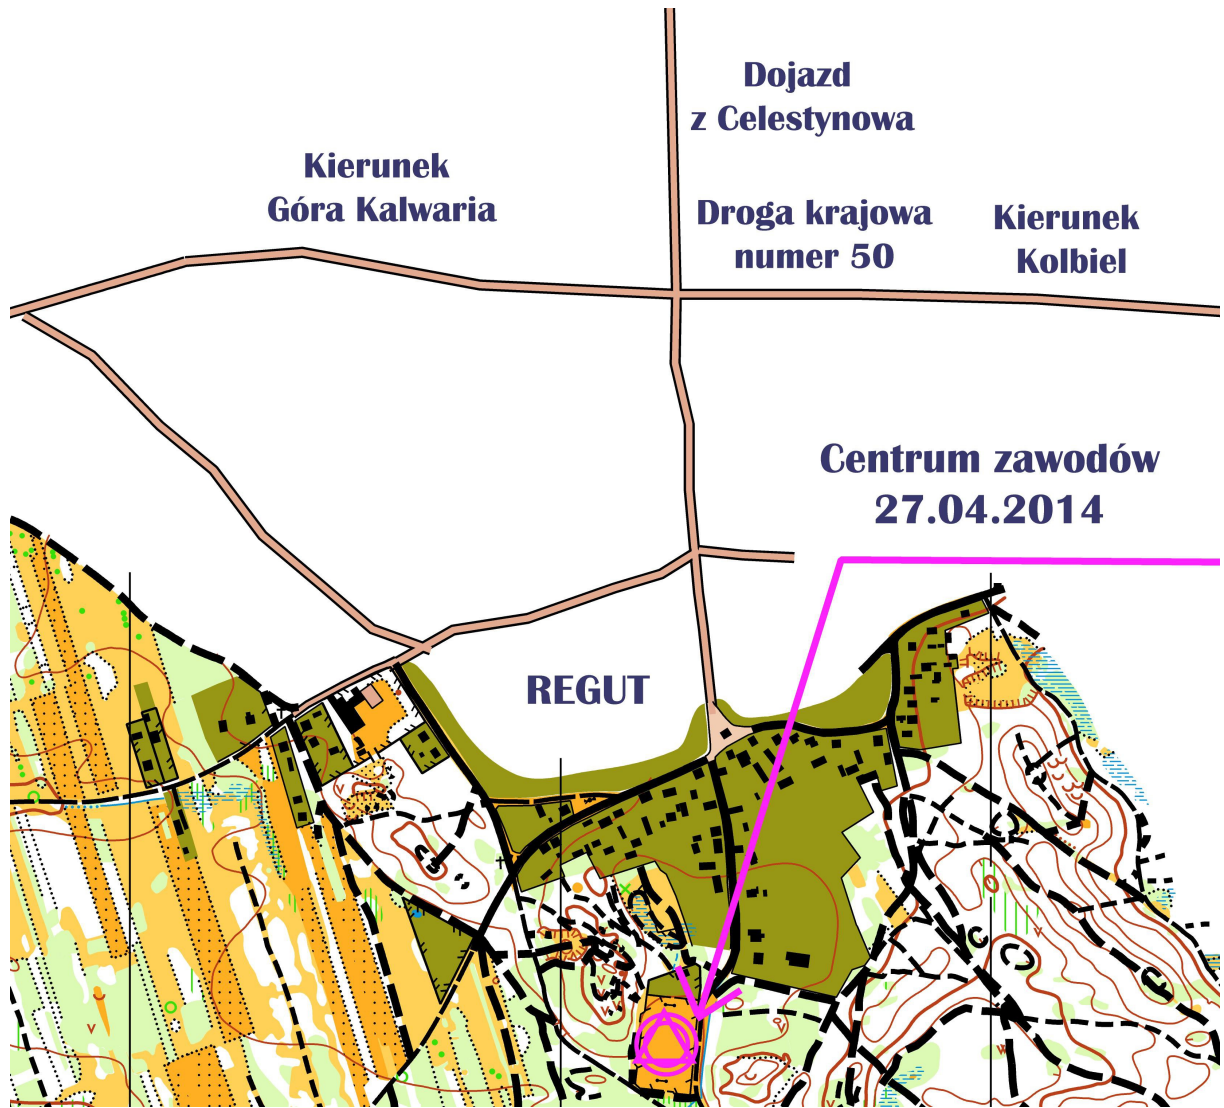 Dojazd
z Celestynowa
Kierunek
Góra Kalwaria
Droga krajowa
numer 50
Kierunek
Kolbiel
Centrum zawodów
27.04.2014
REGUT